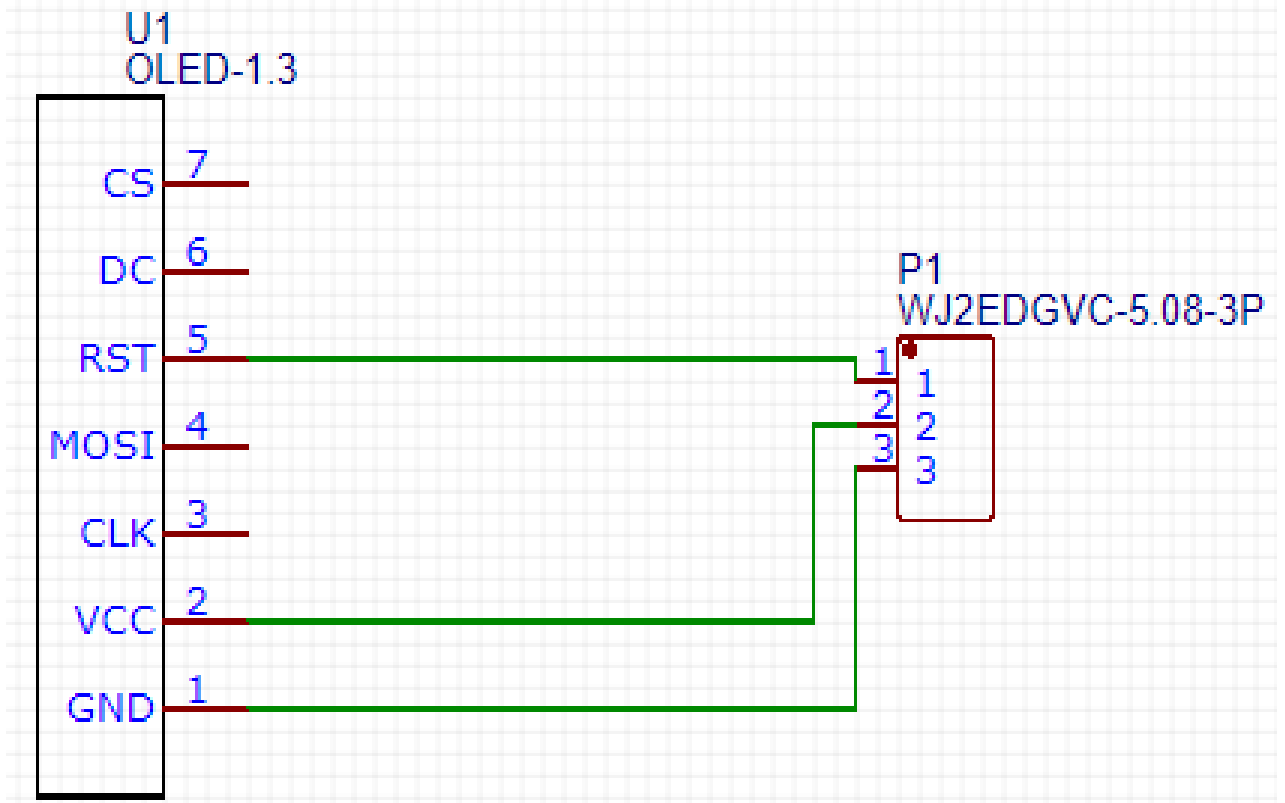 U1
OLED-1.3
CS 7
DC 6
RST 5
MOSI 4
CLK 3
VCC 2
GND 1
P1
WJ2EDGVC-5.08-3P
1 1
2 2
3 3